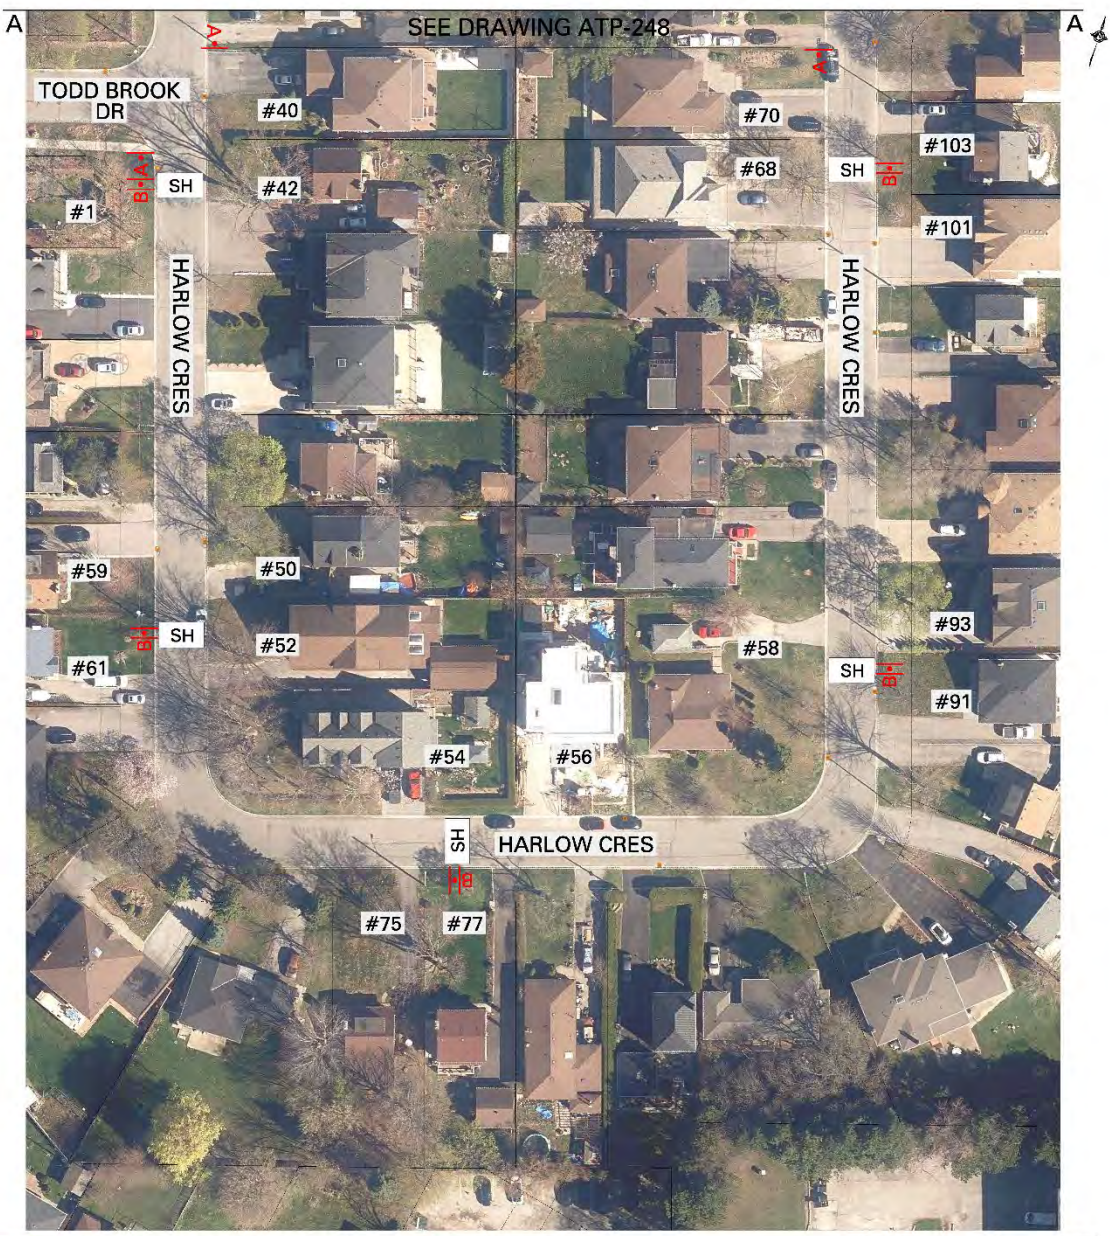 A
SEE DRAWING ATP-248
A
A
A
TODD BROOK
DR
#40
#70
#103
A
B
SH
#42
#68
SH
B
#1
#101
HARLOW CRES
HARLOW CRES
#59
#50
B
SH
#52
#93
#61
#58
SH
B
#91
#54
#56
SH
HARLOW CRES
B
#75
#77